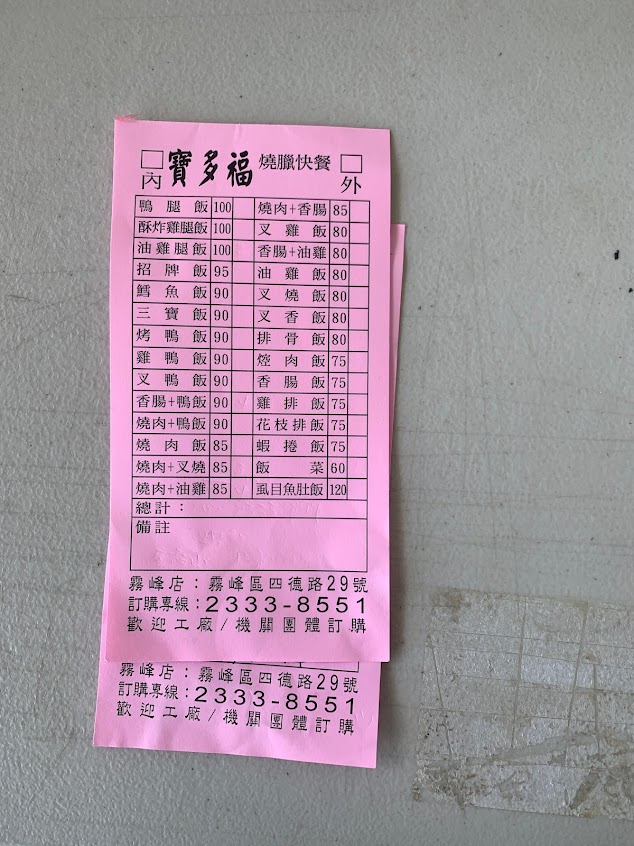 寶多福 燒臘快餐
內 外
鴨腿飯 100 燒肉+香腸 85
酥炸雞腿飯 100 叉雞飯 80
油雞腿飯 100 香腸+油雞 80
招牌飯 95 油雞飯 80
鱈魚飯 90 叉燒飯 80
三寶飯 90 叉香飯 80
烤鴨飯 90 排骨飯 80
雞鴨飯 90 焢肉飯 75
叉鴨飯 90 香腸飯 75
香腸+鴨飯 90 雞排飯 75
燒肉+鴨飯 90 花枝排飯 75
燒肉飯 85 蝦捲飯 75
燒肉+叉燒 85 飯菜 60
燒肉+油雞 85 虱目魚肚飯 120
總計：
備註
霧峰店：霧峰區四德路29號
訂購專線：2333-8551
歡迎工廠/機關團體訂購
霧峰店：霧峰區四德路29號
訂購專線：2333-8551
歡迎工廠/機關團體訂購